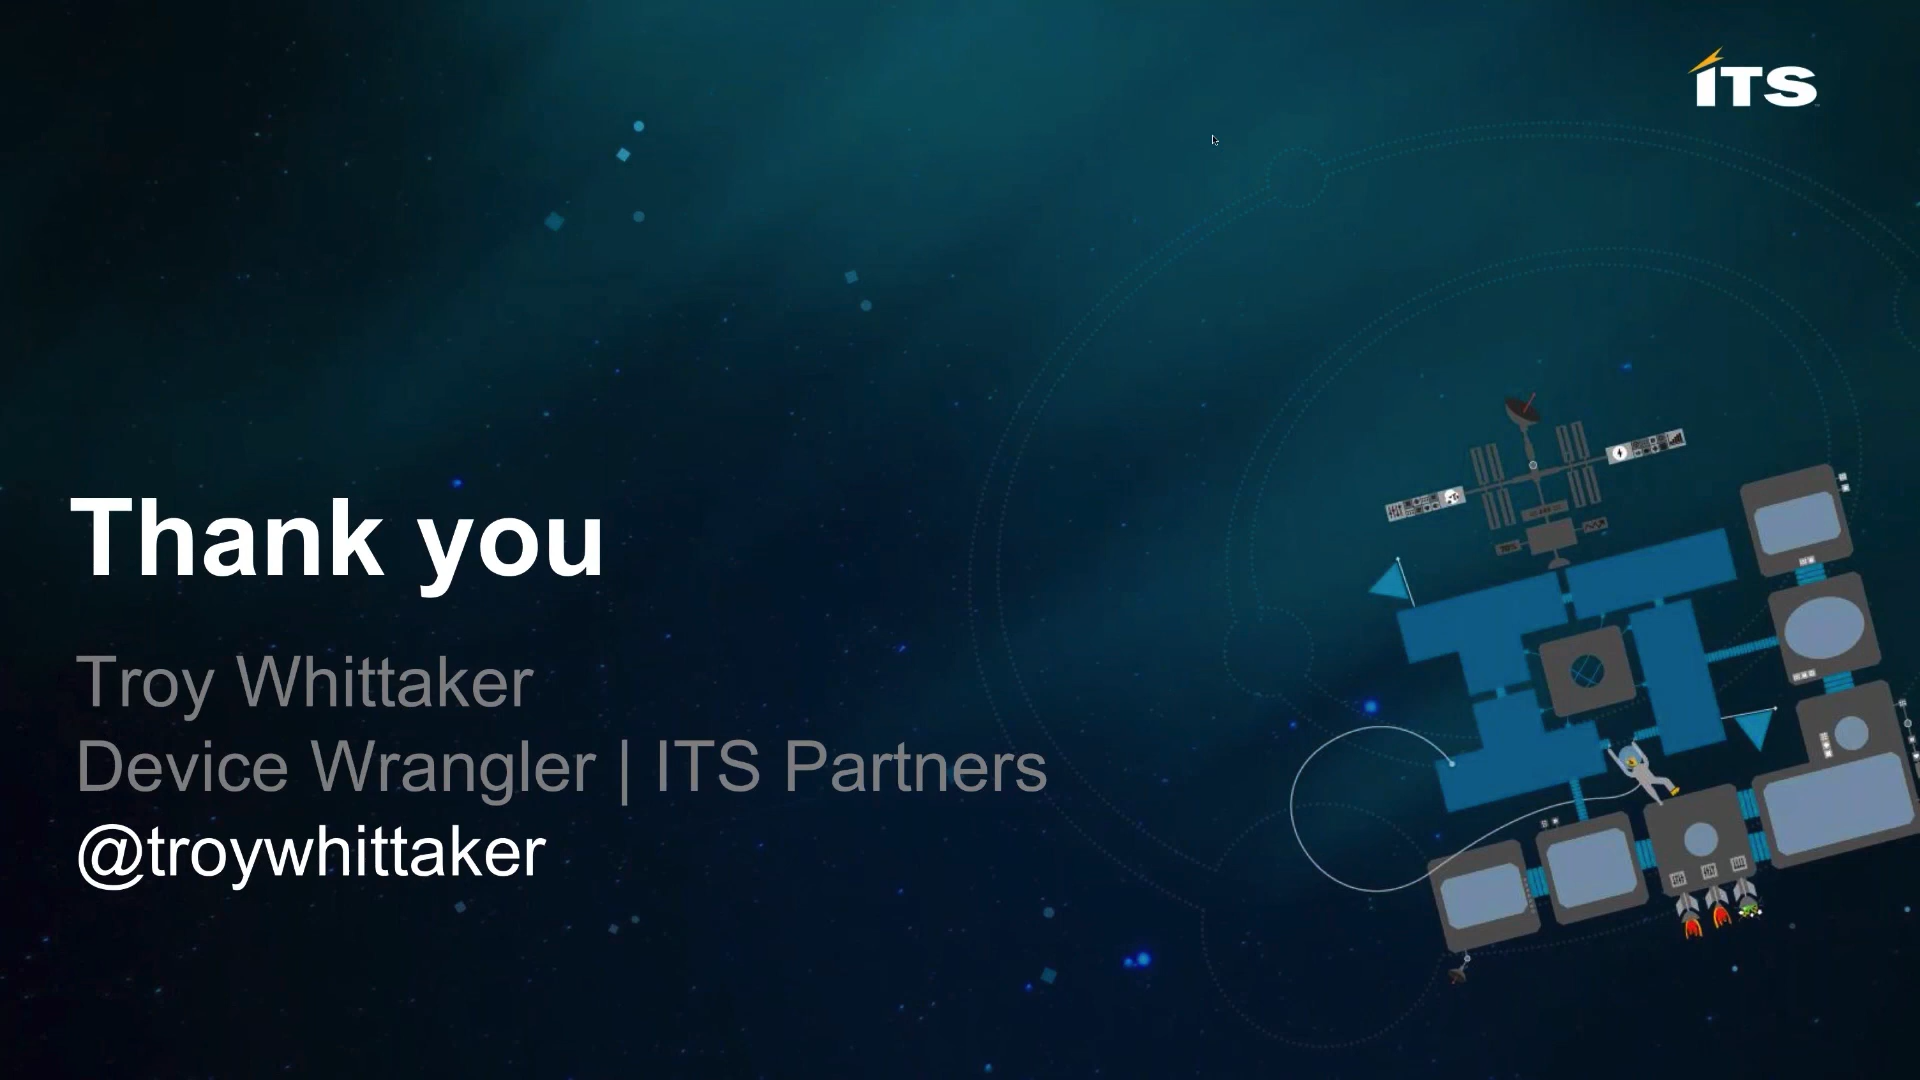 ITS
Thank you
Troy Whittaker
Device Wrangler | ITS Partners
@troywhittaker